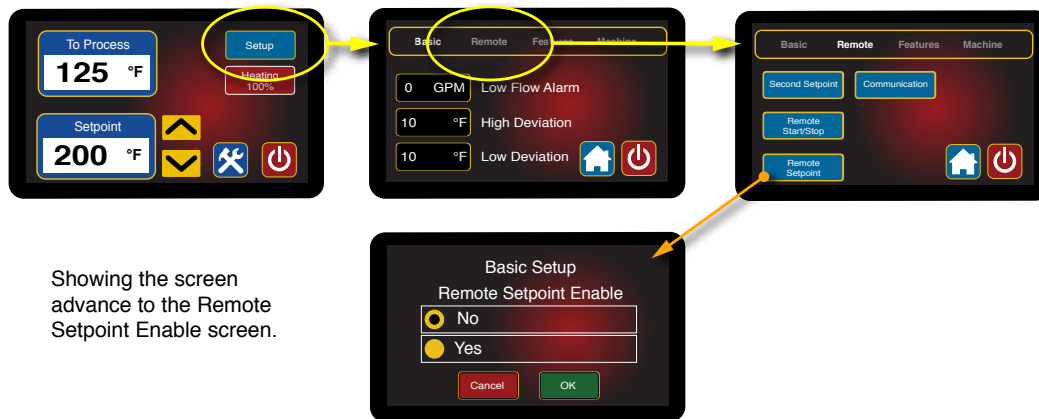 To Process
125 °F
Setup
Heating
100%
Setpoint
200 °F
Basic Remote Features Machine
0 GPM Low Flow Alarm
10 °F High Deviation
10 °F Low Deviation
Basic Remote Features Machine
Second Setpoint Communication
Remote
Start/Stop
Remote
Setpoint
Showing the screen
advance to the Remote
Setpoint Enable screen.
Basic Setup
Remote Setpoint Enable
No
Yes
Cancel OK